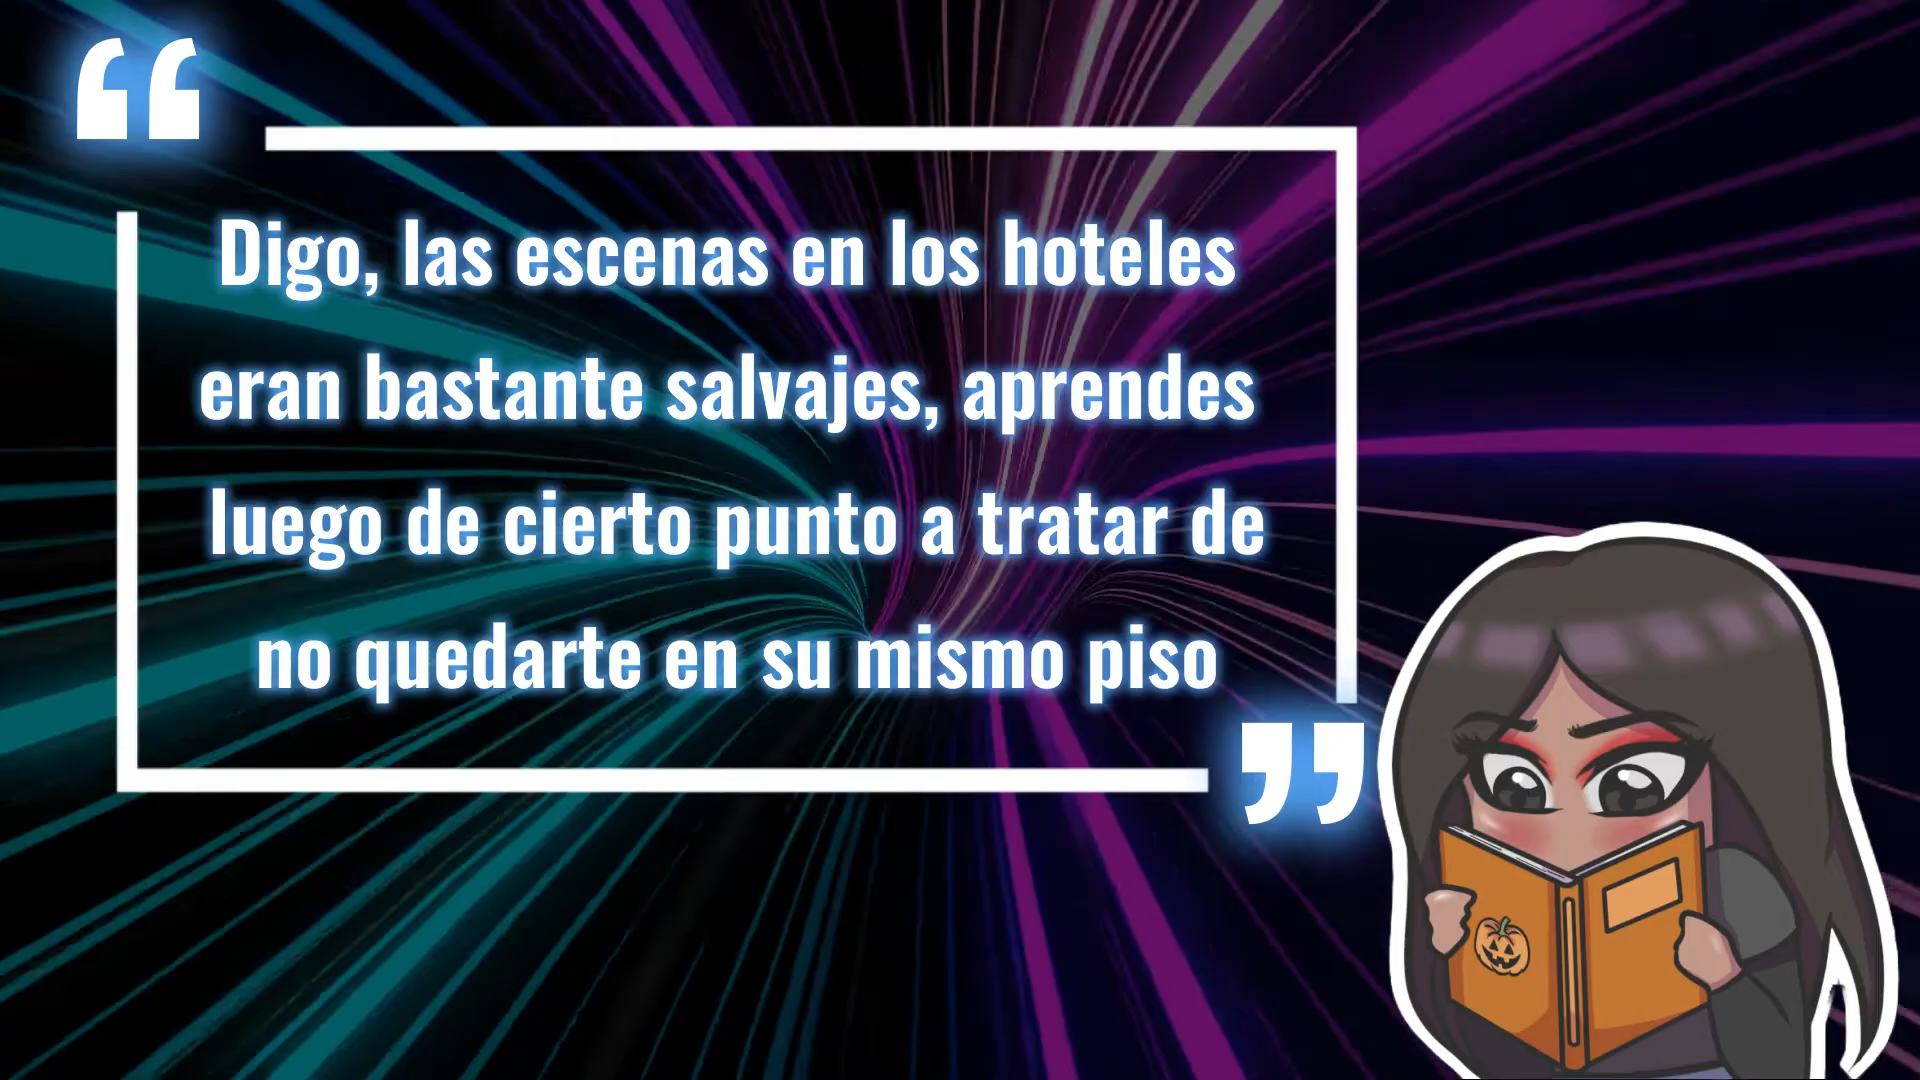 Digo, las escenas en los hoteles
eran bastante salvajes, aprendes
luego de cierto punto a tratar de
no quedarte en su mismo piso